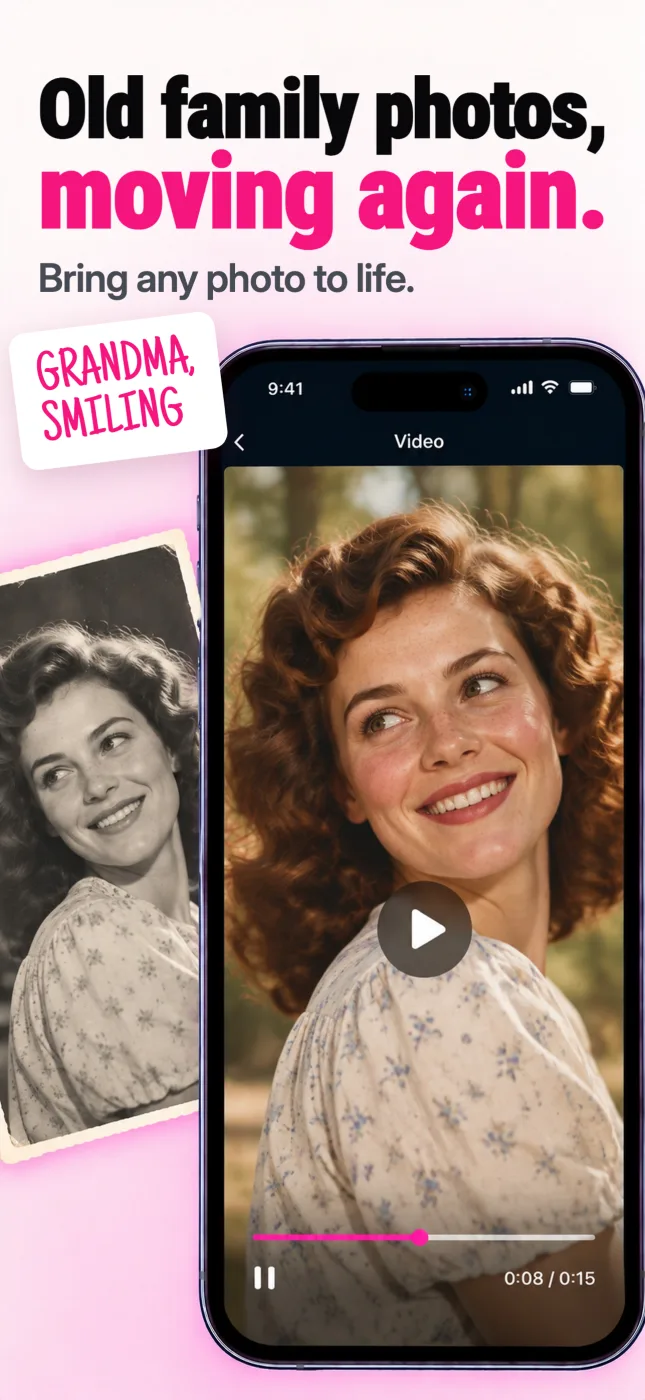 Old family photos,
moving again.
Bring any photo to life.
GRANDMA,
SMILING
9:41
Video
0:08 / 0:15